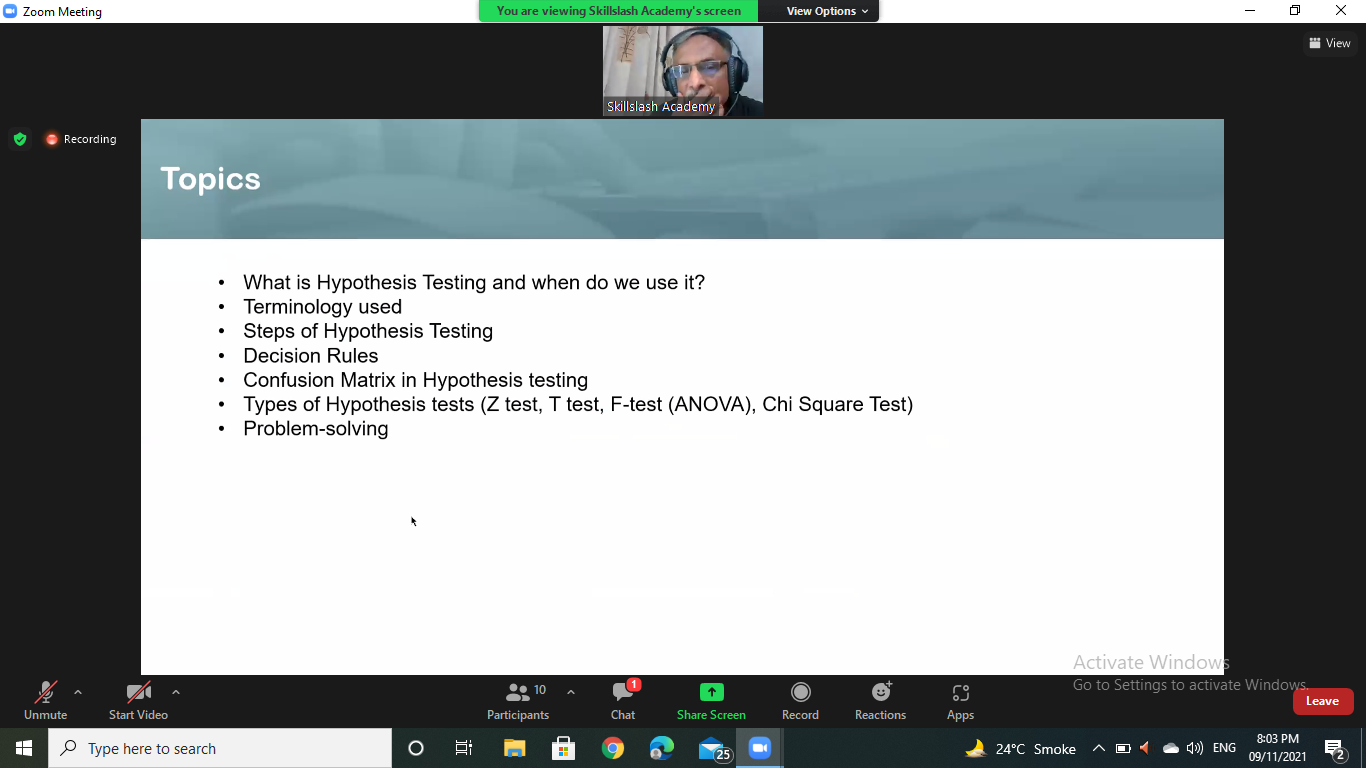 Zoom Meeting
You are viewing Skillslash Academy's screen
View Options
View
Skillslash Academy
Recording
Topics
• What is Hypothesis Testing and when do we use it?
• Terminology used
• Steps of Hypothesis Testing
• Decision Rules
• Confusion Matrix in Hypothesis testing
• Types of Hypothesis tests (Z test, T test, F-test (ANOVA), Chi Square Test)
• Problem-solving
Activate Windows
Go to Settings to activate Windows.
Unmute
Start Video
10
Participants
1
Chat
Share Screen
Record
Reactions
Apps
Leave
Type here to search
25
24°C Smoke
ENG
8:03 PM
09/11/2021
2